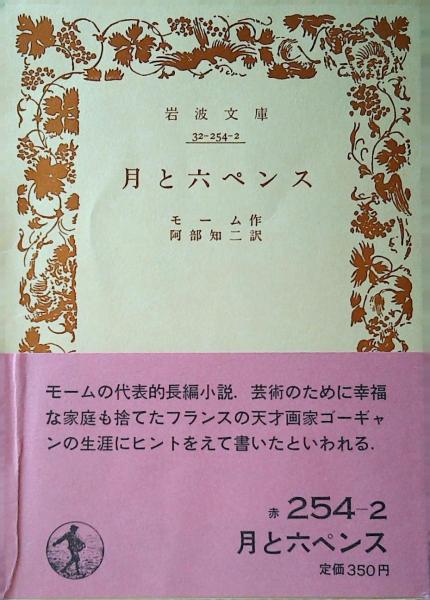 岩波文庫
32-254-2
月と六ペンス
モーム作
阿部知二訳
モームの代表的長編小説．芸術のために幸福
な家庭も捨てたフランスの天才画家ゴーギャ
ンの生涯にヒントをえて書いたといわれる．
赤 254-2
月と六ペンス
定価350円